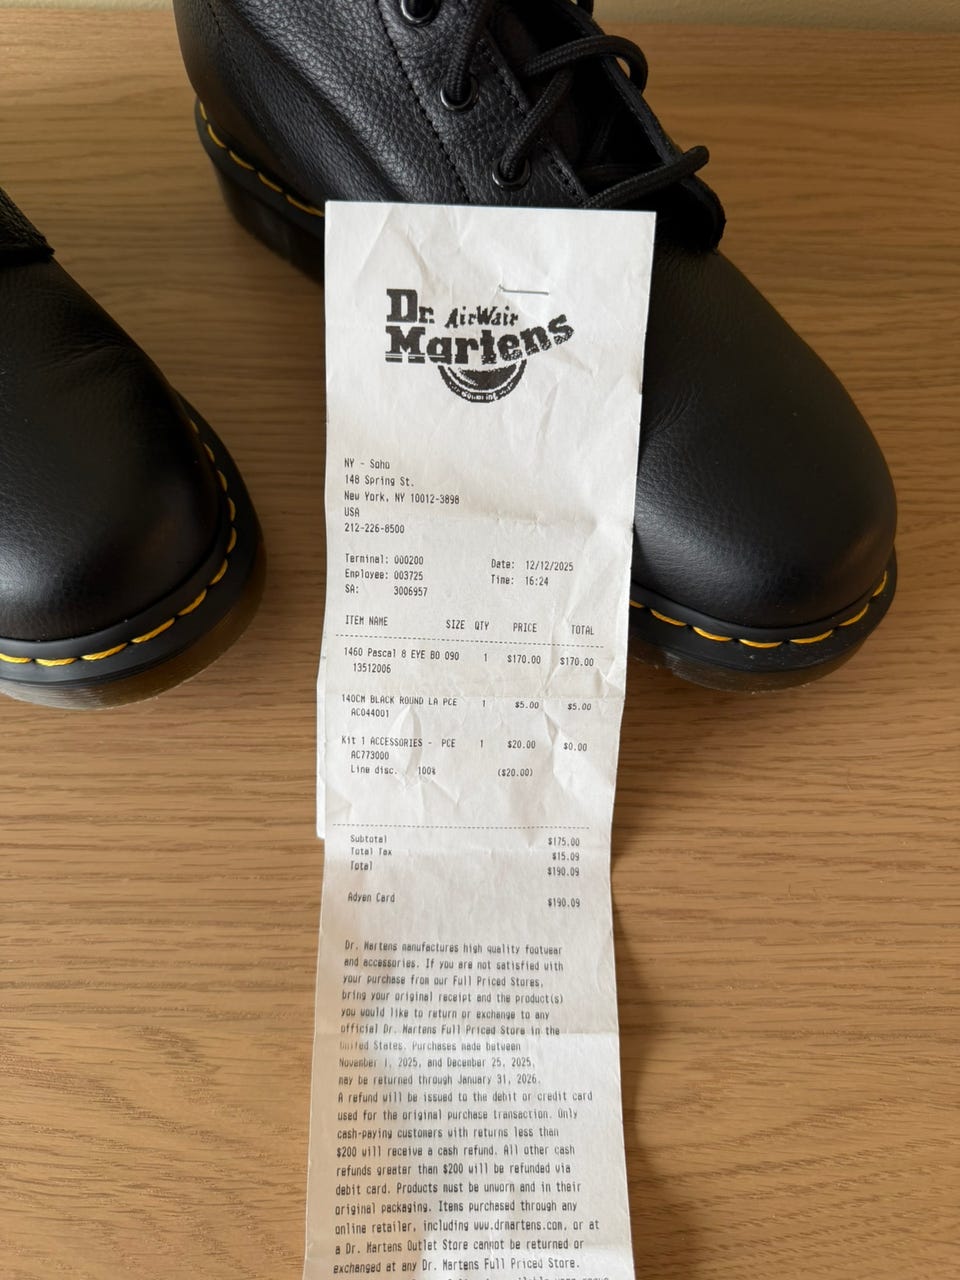 Dr. AirWair
Martens
NY - Soho
148 Spring St.
New York, NY 10012-3898
USA
212-226-8500
Terminal: 000200
Date: 12/12/2025
Employee: 003725
Time: 16:24
SA: 3006957
ITEM NAME SIZE QTY PRICE TOTAL
1460 Pascal 8 EYE BO 090 1 $170.00 $170.00
13512006
140CM BLACK ROUND LA PCE 1 $5.00 $5.00
AC044001
Kit 1 ACCESSORIES - PCE 1 $20.00 $0.00
AC773000
Line disc. 100% ($20.00)
Subtotal $175.00
Total Tax $15.09
Total $190.09
Adyen Card $190.09
Dr. Martens manufactures high quality footwear
and accessories. If you are not satisfied with
your purchase from our Full Priced Stores,
bring your original receipt and the product(s)
you would like to return or exchange to any
official Dr. Martens Full Priced Store in the
United States. Purchases made between
November 1, 2025, and December 25, 2025,
may be returned through January 31, 2026.
A refund will be issued to the debit or credit card
used for the original purchase transaction. Only
cash-paying customers with returns less than
$200 will receive a cash refund. All other cash
refunds greater than $200 will be refunded via
debit card. Products must be unworn and in their
original packaging. Items purchased through any
online retailer, including www.drmartens.com, or at
a Dr. Martens Outlet Store cannot be returned or
exchanged at any Dr. Martens Full Priced Store.